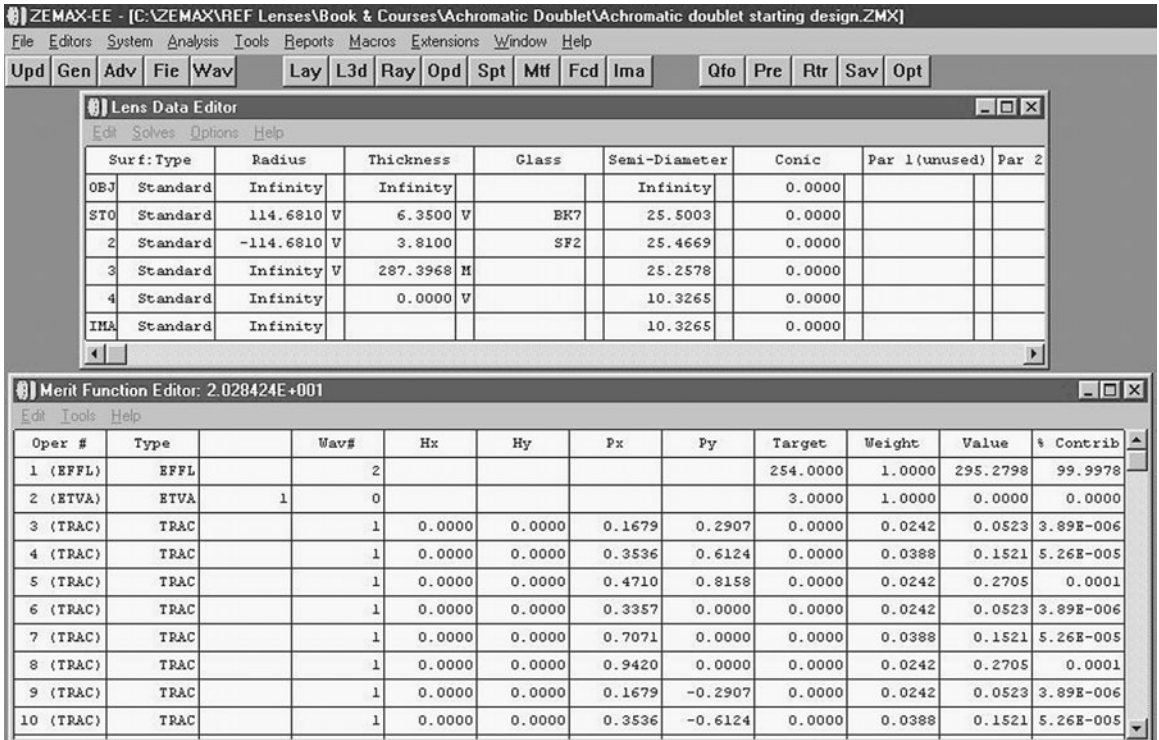 ZEMAX-EE - [C:\ZEMAX\REF Lenses\Book & Courses\Achromatic Doublet\Achromatic doublet starting design.ZMX]
File Editors System Analysis Tools Reports Macros Extensions Window Help
Upd Gen Adv Fie Wav Lay L3d Ray Opd Spt Mtf Fcd Ima Qfo Pre Rtr Sav Opt
Lens Data Editor
Edit Solves Options Help
Surf:Type Radius Thickness Glass Semi-Diameter Conic Par 1(unused) Par 2
OBJ Standard Infinity Infinity Infinity 0.0000
STO Standard 114.6810 V 6.3500 V BK7 25.5003 0.0000
2 Standard -114.6810 V 3.8100 SF2 25.4669 0.0000
3 Standard Infinity V 287.3968 M 25.2578 0.0000
4 Standard Infinity 0.0000 V 10.3265 0.0000
IMA Standard Infinity 10.3265 0.0000
Merit Function Editor: 2.028424E+001
Edit Tools Help
Oper # Type Wav# Hx Hy Px Py Target Weight Value % Contrib
1 (EFFL) EFFL 2 254.0000 1.0000 295.2798 99.9978
2 (ETVA) ETVA 1 0 3.0000 1.0000 0.0000 0.0000
3 (TRAC) TRAC 1 0.0000 0.0000 0.1679 0.2907 0.0000 0.0242 0.0523 3.89E-006
4 (TRAC) TRAC 1 0.0000 0.0000 0.3536 0.6124 0.0000 0.0388 0.1521 5.26E-005
5 (TRAC) TRAC 1 0.0000 0.0000 0.4710 0.8158 0.0000 0.0242 0.2705 0.0001
6 (TRAC) TRAC 1 0.0000 0.0000 0.3357 0.0000 0.0000 0.0242 0.0523 3.89E-006
7 (TRAC) TRAC 1 0.0000 0.0000 0.7071 0.0000 0.0000 0.0388 0.1521 5.26E-005
8 (TRAC) TRAC 1 0.0000 0.0000 0.9420 0.0000 0.0000 0.0242 0.2705 0.0001
9 (TRAC) TRAC 1 0.0000 0.0000 0.1679 -0.2907 0.0000 0.0242 0.0523 3.89E-006
10 (TRAC) TRAC 1 0.0000 0.0000 0.3536 -0.6124 0.0000 0.0388 0.1521 5.26E-005